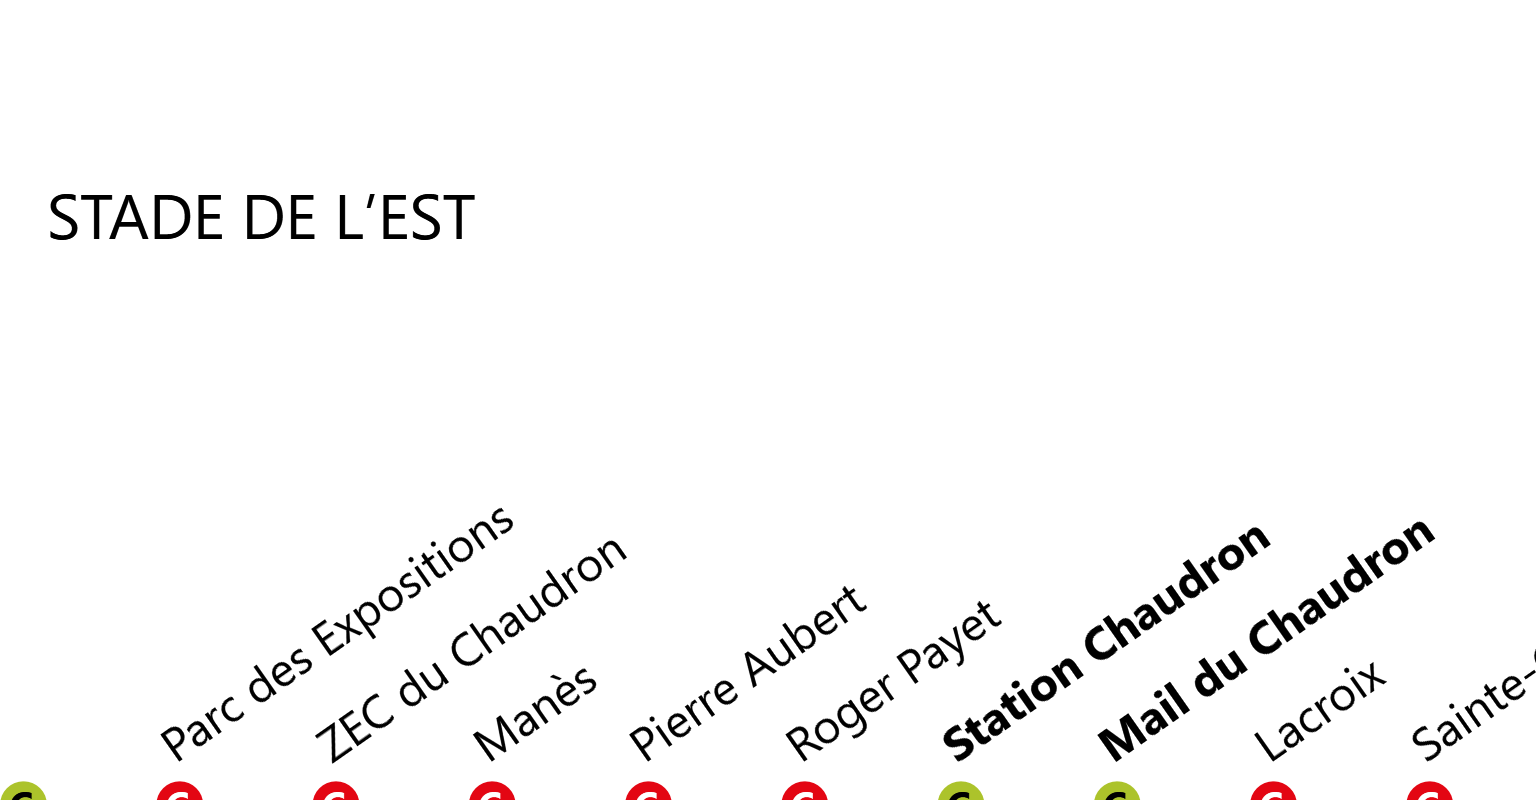 STADE DE L’EST
Parc des Expositions
ZEC du Chaudron
Manès
Pierre Aubert
Roger Payet
Station Chaudron
Mail du Chaudron
Lacroix